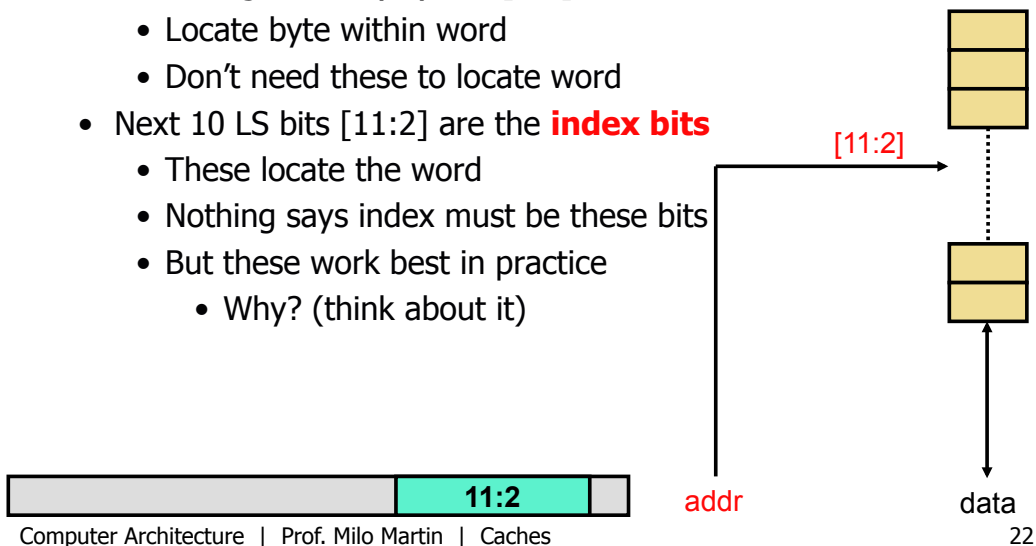 • Locate byte within word
• Don’t need these to locate word
• Next 10 LS bits [11:2] are the index bits
[11:2]
• These locate the word
• Nothing says index must be these bits
• But these work best in practice
• Why? (think about it)
11:2
addr
data
Computer Architecture | Prof. Milo Martin | Caches
22